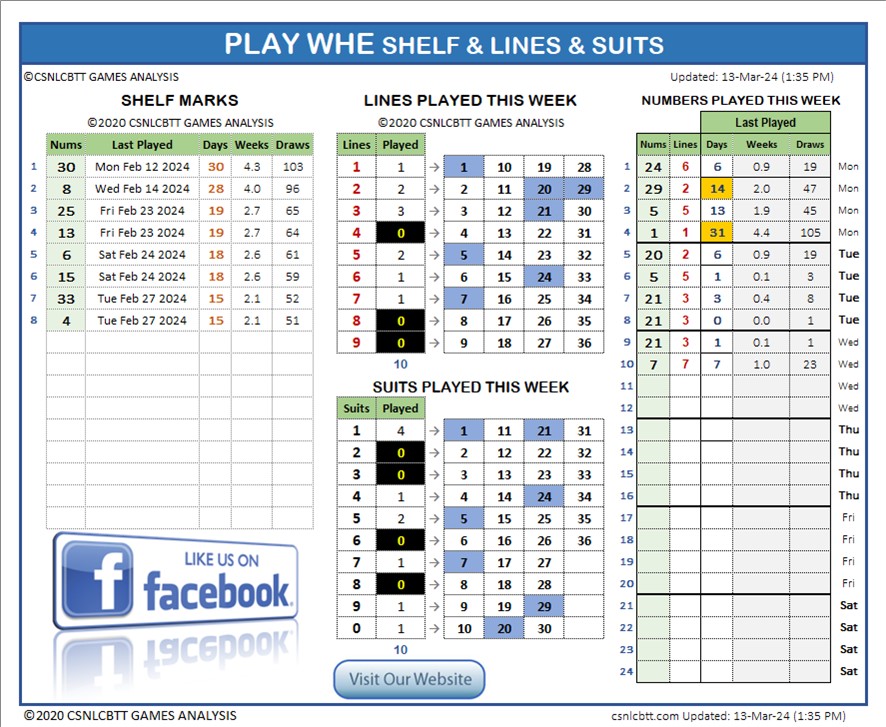 PLAY WHE SHELF & LINES & SUITS
©CSNLCBTT GAMES ANALYSIS
Updated: 13-Mar-24 (1:35 PM)
SHELF MARKS
©2020 CSNLCBTT GAMES ANALYSIS
Nums Last Played Days Weeks Draws
1 30 Mon Feb 12 2024 30 4.3 103
2 8 Wed Feb 14 2024 28 4.0 96
3 25 Fri Feb 23 2024 19 2.7 65
4 13 Fri Feb 23 2024 19 2.7 64
5 6 Sat Feb 24 2024 18 2.6 61
6 15 Sat Feb 24 2024 18 2.6 59
7 33 Tue Feb 27 2024 15 2.1 52
8 4 Tue Feb 27 2024 15 2.1 51
LIKE US ON
facebook.
LINES PLAYED THIS WEEK
©2020 CSNLCBTT GAMES ANALYSIS
Lines Played
1 1 → 1 10 19 28
2 2 → 2 11 20 29
3 3 → 3 12 21 30
4 0 → 4 13 22 31
5 2 → 5 14 23 32
6 1 → 6 15 24 33
7 1 → 7 16 25 34
8 0 → 8 17 26 35
9 0 → 9 18 27 36
10
SUITS PLAYED THIS WEEK
Suits Played
1 4 → 1 11 21 31
2 0 → 2 12 22 32
3 0 → 3 13 23 33
4 1 → 4 14 24 34
5 2 → 5 15 25 35
6 0 → 6 16 26 36
7 1 → 7 17 27
8 0 → 8 18 28
9 1 → 9 19 29
0 1 → 10 20 30
10
Visit Our Website
NUMBERS PLAYED THIS WEEK
Last Played
Nums Lines Days Weeks Draws
1 24 6 6 0.9 19 Mon
2 29 2 14 2.0 47 Mon
3 5 5 13 1.9 45 Mon
4 1 1 31 4.4 105 Mon
5 20 2 6 0.9 19 Tue
6 5 5 1 0.1 3 Tue
7 21 3 3 0.4 8 Tue
8 21 3 0 0.0 1 Tue
9 21 3 1 0.1 1 Wed
10 7 7 7 1.0 23 Wed
11 Wed
12 Wed
13 Thu
14 Thu
15 Thu
16 Thu
17 Fri
18 Fri
19 Fri
20 Fri
21 Sat
22 Sat
23 Sat
24 Sat
©2020 CSNLCBTT GAMES ANALYSIS
csnlcbtt.com Updated: 13-Mar-24 (1:35 PM)